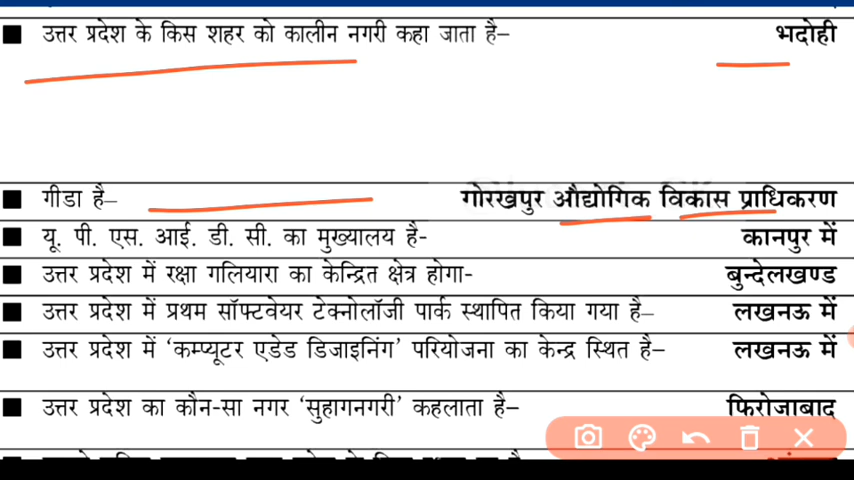 उत्तर प्रदेश के किस शहर को कालीन नगरी कहा जाता है– भदोही
गीडा है– गोरखपुर औद्योगिक विकास प्राधिकरण
यू. पी. एस. आई. डी. सी. का मुख्यालय है- कानपुर में
उत्तर प्रदेश में रक्षा गलियारा का केन्द्रित क्षेत्र होगा- बुन्देलखण्ड
उत्तर प्रदेश में प्रथम सॉफ्टवेयर टेक्नोलॉजी पार्क स्थापित किया गया है– लखनऊ में
उत्तर प्रदेश में ‘कम्प्यूटर एडेड डिजाइनिंग’ परियोजना का केन्द्र स्थित है– लखनऊ में
उत्तर प्रदेश का कौन-सा नगर ‘सुहागनगरी’ कहलाता है– फिरोजाबाद